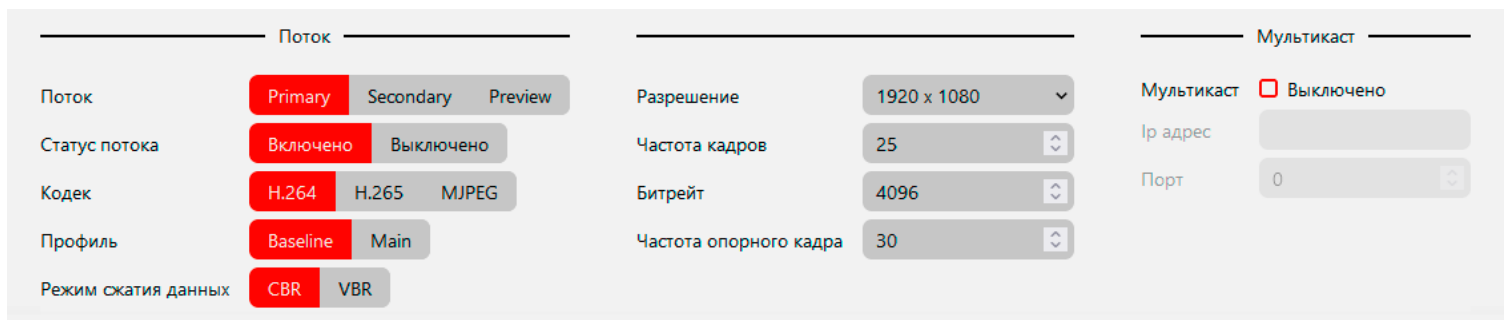 Поток
Поток Primary Secondary Preview
Статус потока Включено Выключено
Кодек H.264 H.265 MJPEG
Профиль Baseline Main
Режим сжатия данных CBR VBR
Разрешение 1920 x 1080
Частота кадров 25
Битрейт 4096
Частота опорного кадра 30
Мультикаст
Мультикаст Выключено
Ip адрес
Порт 0